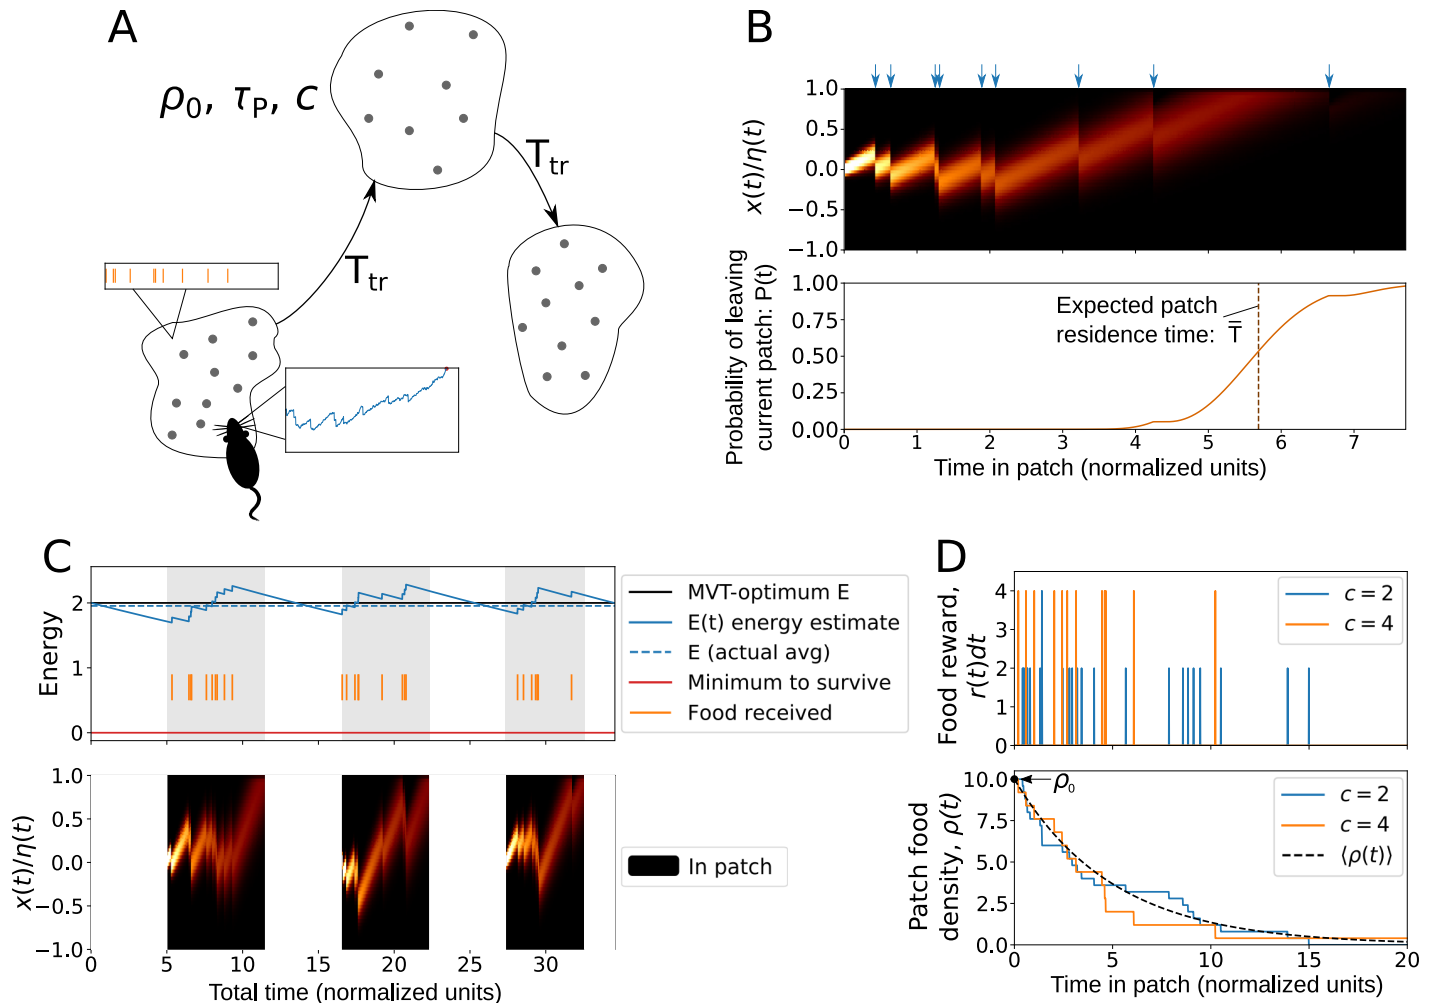 A
ρ₀, τ_P, c
T_tr
T_tr
B
x(t)/η(t)
1.0
0.5
0.0
−0.5
−1.0
Probability of leaving
current patch: P(t)
1.00
0.75
0.50
0.25
0.00
Expected patch
residence time: T̿
0 1 2 3 4 5 6 7
Time in patch (normalized units)
C
Energy
2
1
0
MVT-optimum E
E(t) energy estimate
E (actual avg)
Minimum to survive
Food received
x(t)/η(t)
1.0
0.5
0.0
−0.5
−1.0
In patch
0 5 10 15 20 25 30
Total time (normalized units)
D
Food reward,
r(t)dt
4
3
2
1
0
c = 2
c = 4
Patch food
density, ρ(t)
10.0
7.5
5.0
2.5
0.0
ρ₀
c = 2
c = 4
⟨ρ(t)⟩
0 5 10 15 20
Time in patch (normalized units)